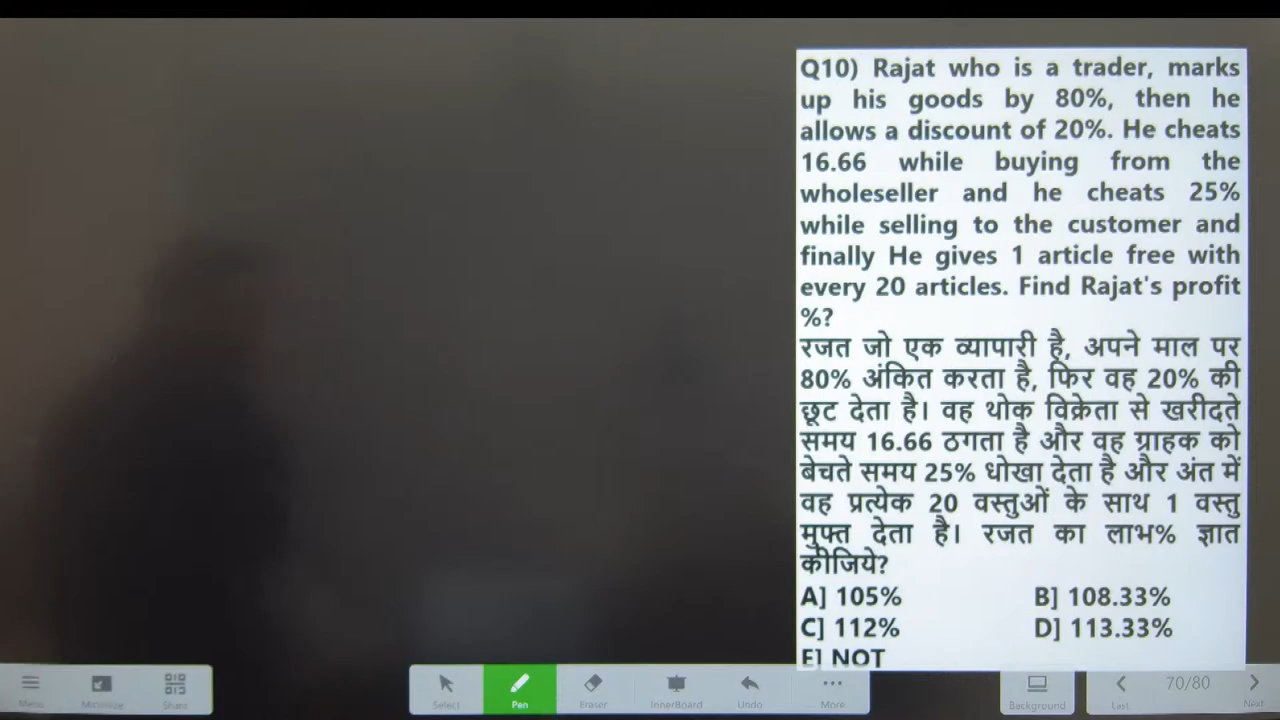 Q10) Rajat who is a trader, marks
up his goods by 80%, then he
allows a discount of 20%. He cheats
16.66 while buying from the
wholeseller and he cheats 25%
while selling to the customer and
finally He gives 1 article free with
every 20 articles. Find Rajat's profit
%?
रजत जो एक व्यापारी है, अपने माल पर
80% अंकित करता है, फिर वह 20% की
छूट देता है। वह थोक विक्रेता से खरीदते
समय 16.66 ठगता है और वह ग्राहक को
बेचते समय 25% धोखा देता है और अंत में
वह प्रत्येक 20 वस्तुओं के साथ 1 वस्तु
मुफ्त देता है। रजत का लाभ% ज्ञात
कीजिये?
A] 105% B] 108.33%
C] 112% D] 113.33%
E] NOT
Menu Minimize Share Select Pen Eraser InnerBoard Undo More Background Last 70/80 Next